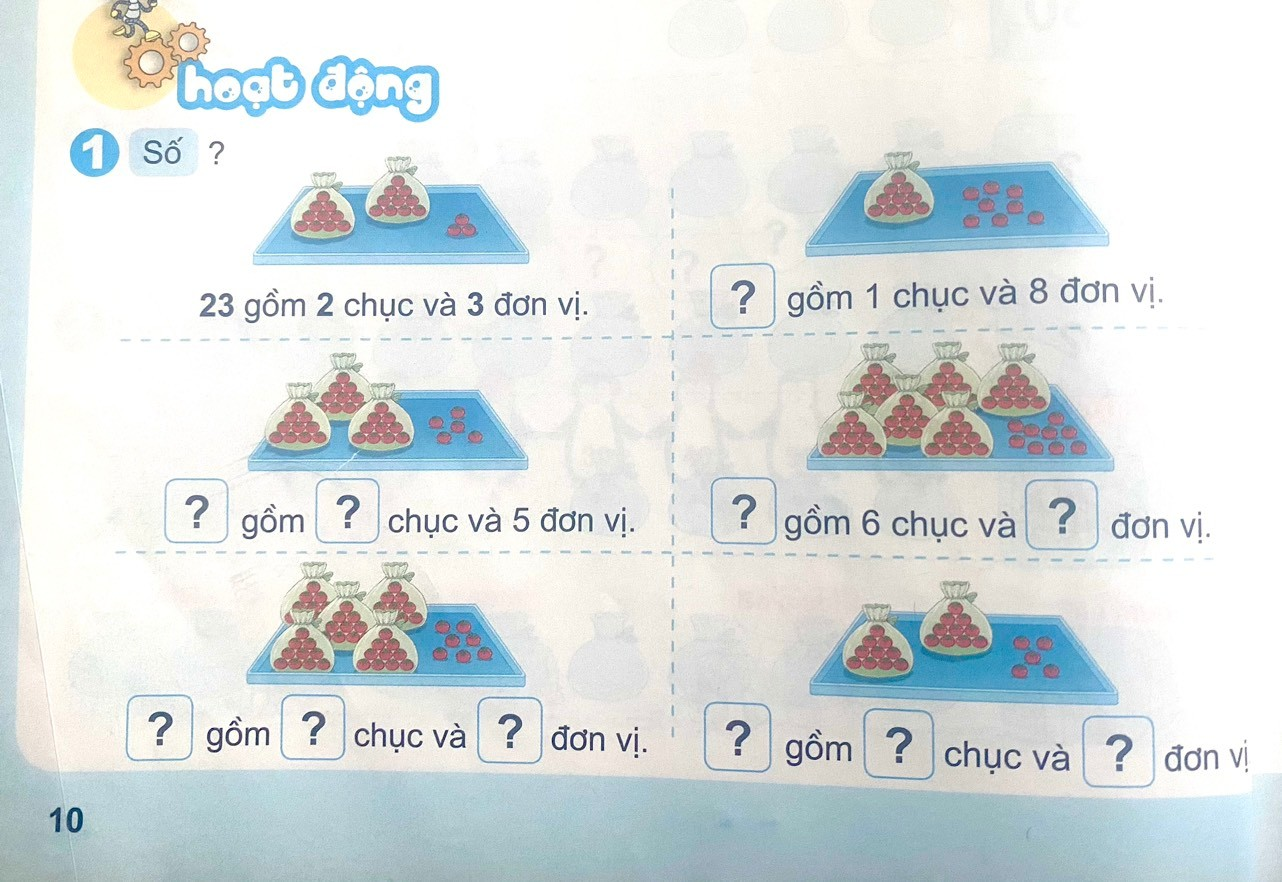 hoạt động
1 Số ?
23 gồm 2 chục và 3 đơn vị.
? gồm 1 chục và 8 đơn vị.
? gồm ? chục và 5 đơn vị.
? gồm 6 chục và ? đơn vị.
? gồm ? chục và ? đơn vị.
? gồm ? chục và ? đơn vị
10